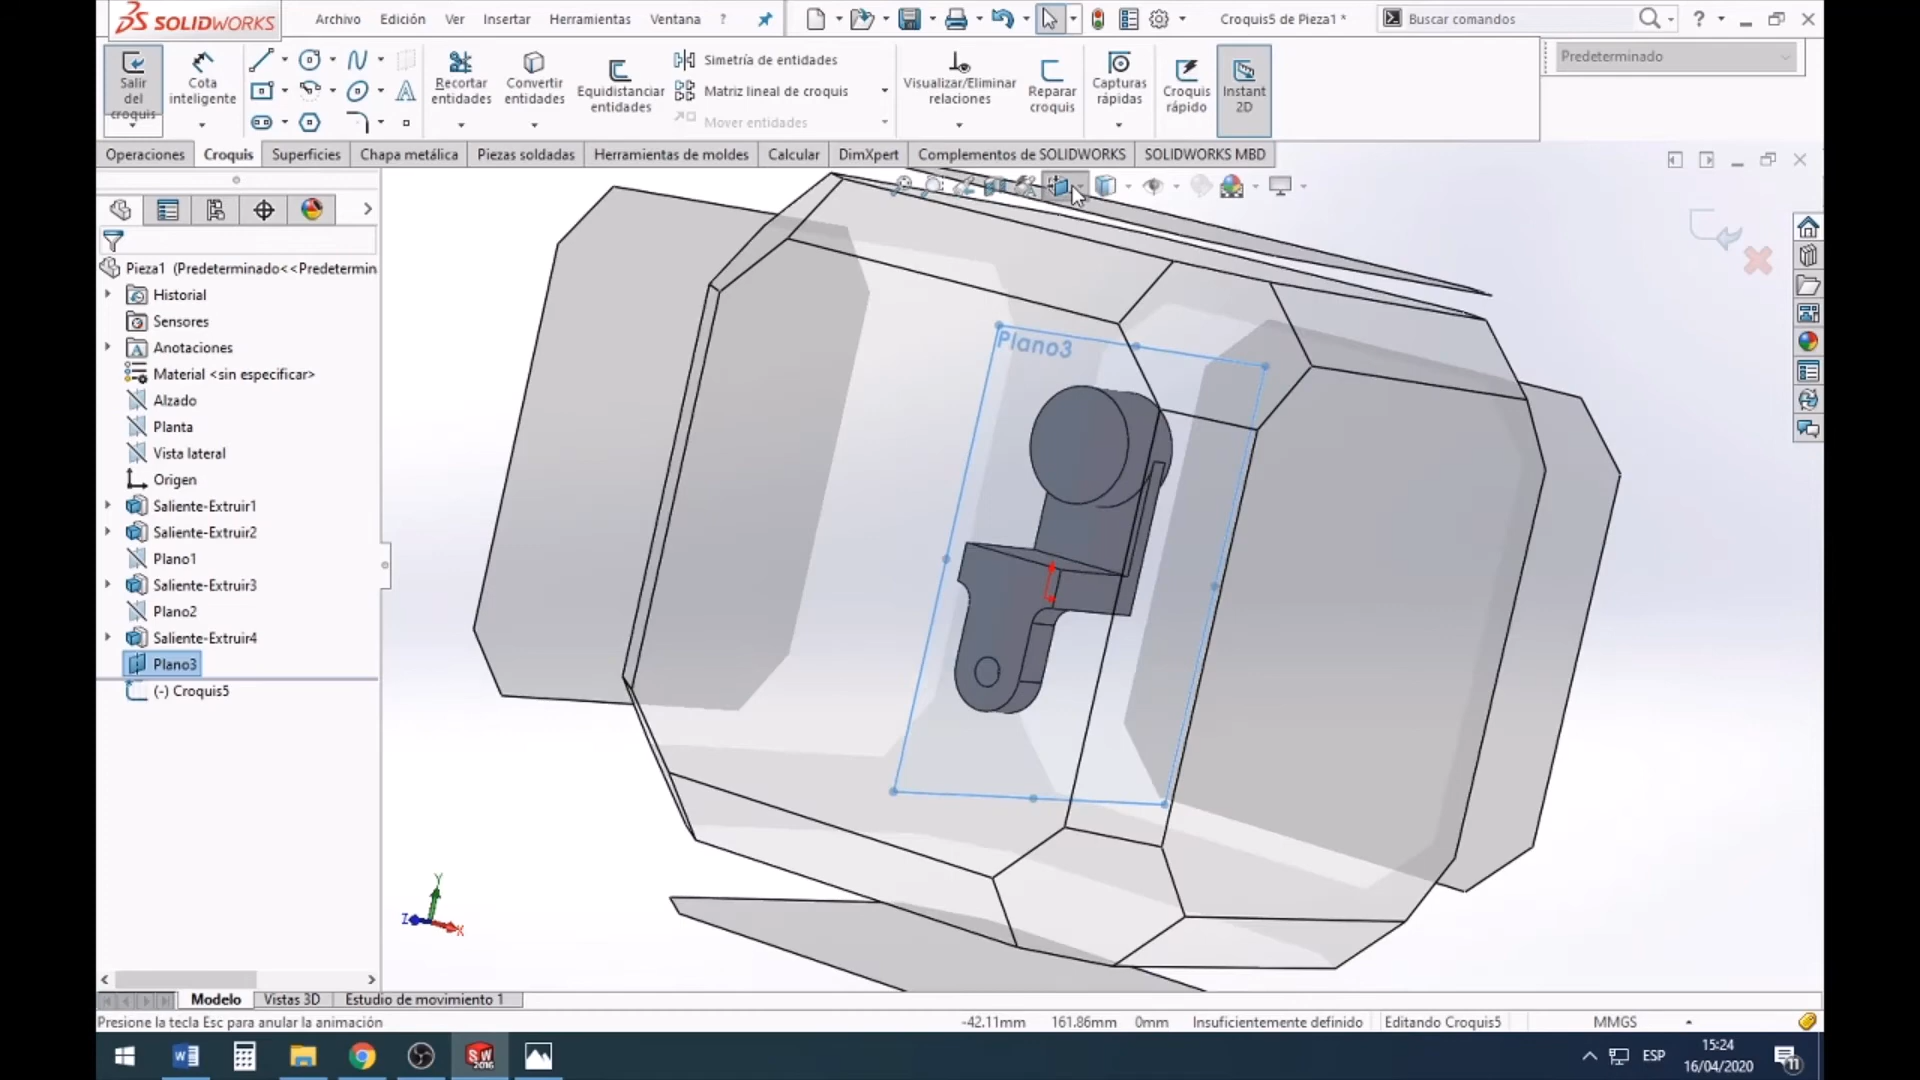 SOLIDWORKS
Archivo Edición Ver Insertar Herramientas Ventana ?
Croquis5 de Pieza1 *
Buscar comandos
?
Salir del croquis
Cota inteligente
Recortar entidades
Convertir entidades
Equidistanciar entidades
Simetría de entidades
Matriz lineal de croquis
Mover entidades
Visualizar/Eliminar relaciones
Reparar croquis
Capturas rápidas
Croquis rápido
Instant 2D
Predeterminado
Operaciones Croquis Superficies Chapa metálica Piezas soldadas Herramientas de moldes Calcular DimXpert Complementos de SOLIDWORKS SOLIDWORKS MBD
Pieza1 (Predeterminado<<Predetermin
Historial
Sensores
Anotaciones
Material <sin especificar>
Alzado
Planta
Vista lateral
Origen
Saliente-Extruir1
Saliente-Extruir2
Plano1
Saliente-Extruir3
Plano2
Saliente-Extruir4
Plano3
(-) Croquis5
Plano3
Y
Z
X
Modelo Vistas 3D Estudio de movimiento 1
Presione la tecla Esc para anular la animación
-42.11mm 161.86mm 0mm Insuficientemente definido Editando Croquis5 MMGS
SW
2016
ESP
15:24
16/04/2020
11